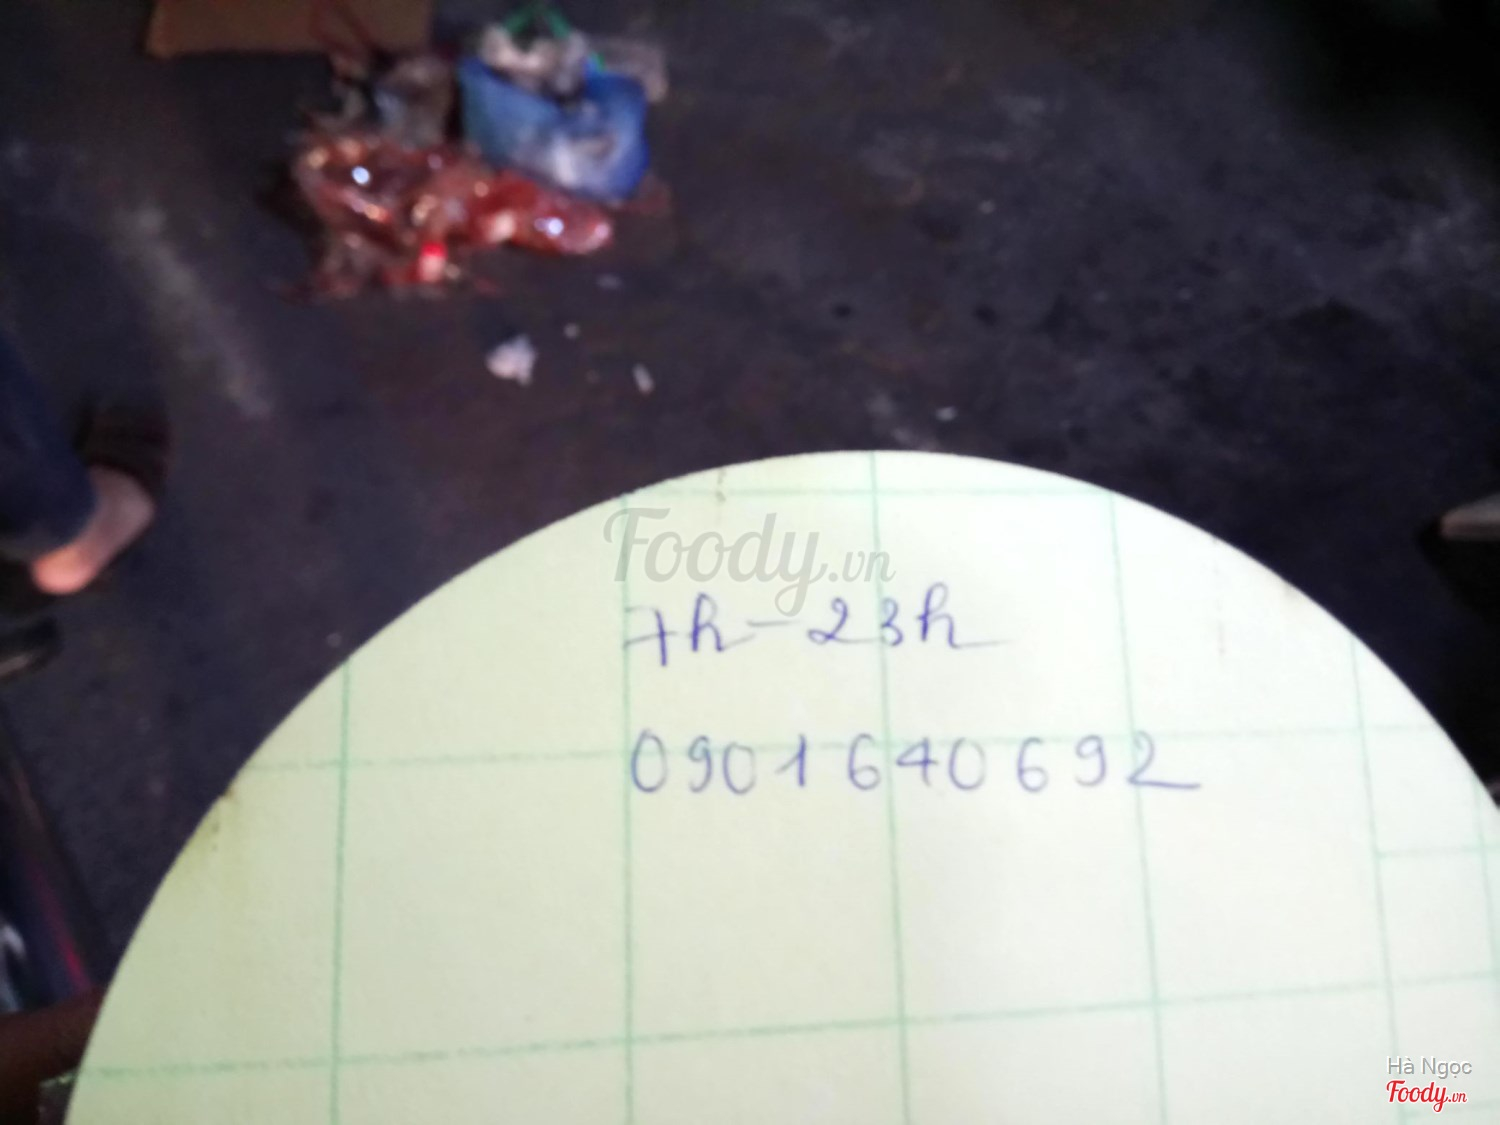 Foody.vn
7h - 23h
0901640692
Hà Ngọc
Foody.vn